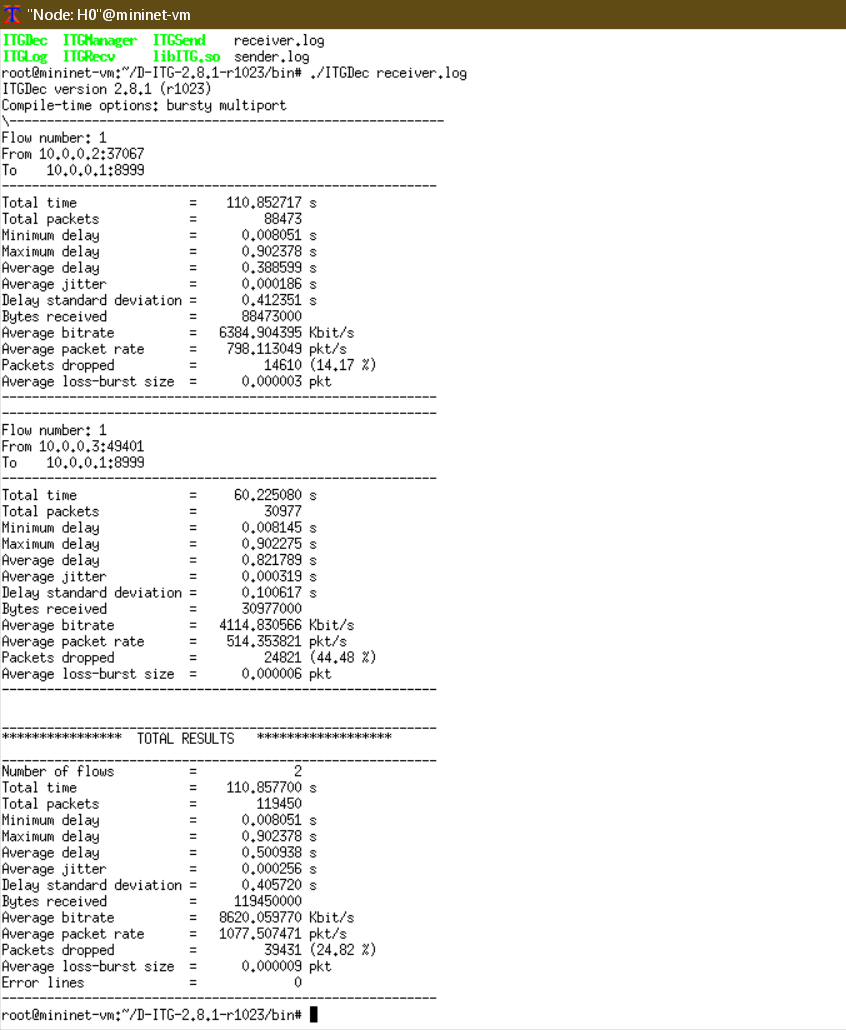 "Node: H0"@mininet-vm
ITGDec  ITGManager  ITGSend    receiver.log
ITGLog  ITGRecv     libITG.so  sender.log
root@mininet-vm:~/D-ITG-2.8.1-r1023/bin# ./ITGDec receiver.log
ITGDec version 2.8.1 (r1023)
Compile-time options: bursty multiport
\----------------------------------------------------------
Flow number: 1
From 10.0.0.2:37067
To    10.0.0.1:8999
----------------------------------------------------------
Total time               =    110.852717 s
Total packets            =         88473
Minimum delay            =      0.008051 s
Maximum delay            =      0.902378 s
Average delay            =      0.388599 s
Average jitter           =      0.000186 s
Delay standard deviation =      0.412351 s
Bytes received           =      88473000
Average bitrate          =   6384.904395 Kbit/s
Average packet rate      =    798.113049 pkt/s
Packets dropped          =         14610 (14.17 %)
Average loss-burst size  =      0.000003 pkt
----------------------------------------------------------
----------------------------------------------------------
Flow number: 1
From 10.0.0.3:49401
To    10.0.0.1:8999
----------------------------------------------------------
Total time               =     60.225080 s
Total packets            =         30977
Minimum delay            =      0.008145 s
Maximum delay            =      0.902275 s
Average delay            =      0.821789 s
Average jitter           =      0.000319 s
Delay standard deviation =      0.100617 s
Bytes received           =      30977000
Average bitrate          =   4114.830566 Kbit/s
Average packet rate      =    514.353821 pkt/s
Packets dropped          =         24821 (44.48 %)
Average loss-burst size  =      0.000006 pkt
----------------------------------------------------------
__________________________________________________________
****************  TOTAL RESULTS   ******************
__________________________________________________________
Number of flows          =             2
Total time               =    110.857700 s
Total packets            =        119450
Minimum delay            =      0.008051 s
Maximum delay            =      0.902378 s
Average delay            =      0.500938 s
Average jitter           =      0.000256 s
Delay standard deviation =      0.405720 s
Bytes received           =     119450000
Average bitrate          =   8620.059770 Kbit/s
Average packet rate      =   1077.507471 pkt/s
Packets dropped          =         39431 (24.82 %)
Average loss-burst size  =      0.000009 pkt
Error lines              =             0
----------------------------------------------------------
root@mininet-vm:~/D-ITG-2.8.1-r1023/bin#